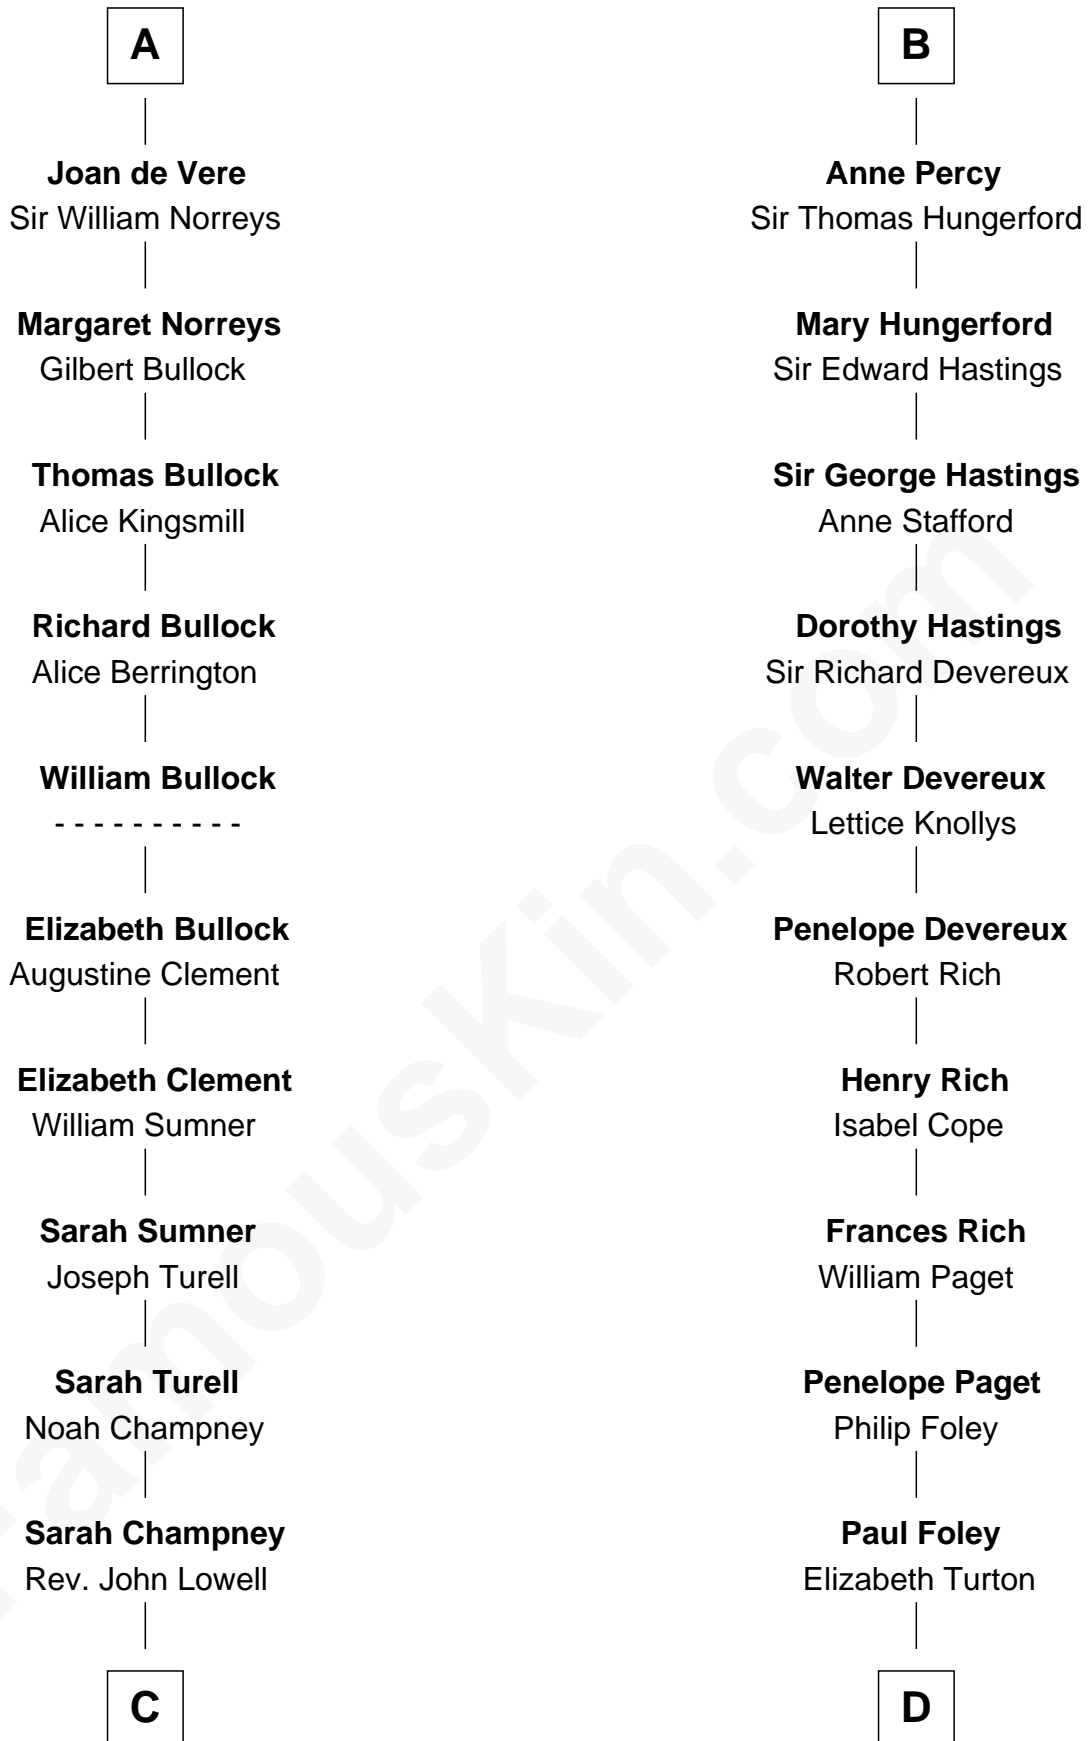 A
Joan de Vere
Sir William Norreys
Margaret Norreys
Gilbert Bullock
Thomas Bullock
Alice Kingsmill
Richard Bullock
Alice Berrington
William Bullock
- - - - - - - - - -
Elizabeth Bullock
Augustine Clement
Elizabeth Clement
William Sumner
Sarah Sumner
Joseph Turell
Sarah Turell
Noah Champney
Sarah Champney
Rev. John Lowell
C
B
Anne Percy
Sir Thomas Hungerford
Mary Hungerford
Sir Edward Hastings
Sir George Hastings
Anne Stafford
Dorothy Hastings
Sir Richard Devereux
Walter Devereux
Lettice Knollys
Penelope Devereux
Robert Rich
Henry Rich
Isabel Cope
Frances Rich
William Paget
Penelope Paget
Philip Foley
Paul Foley
Elizabeth Turton
D
FamousKin.com